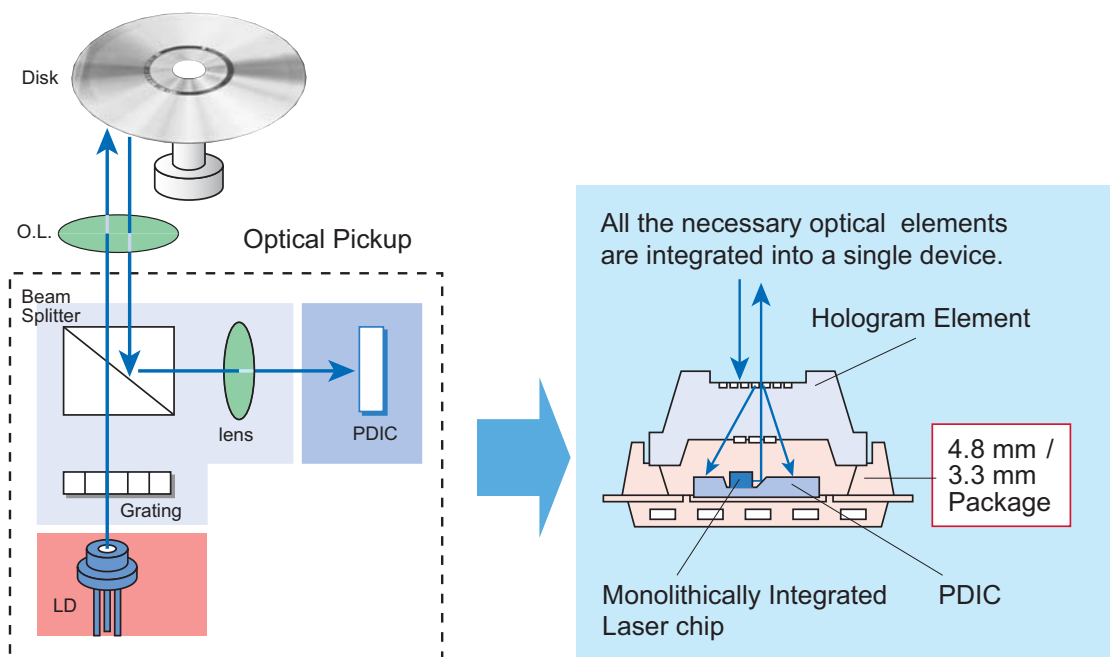 Disk
O.L.
Optical Pickup
Beam
Splitter
lens
PDIC
Grating
LD
All the necessary optical elements
are integrated into a single device.
Hologram Element
4.8 mm /
3.3 mm
Package
Monolithically Integrated
Laser chip
PDIC